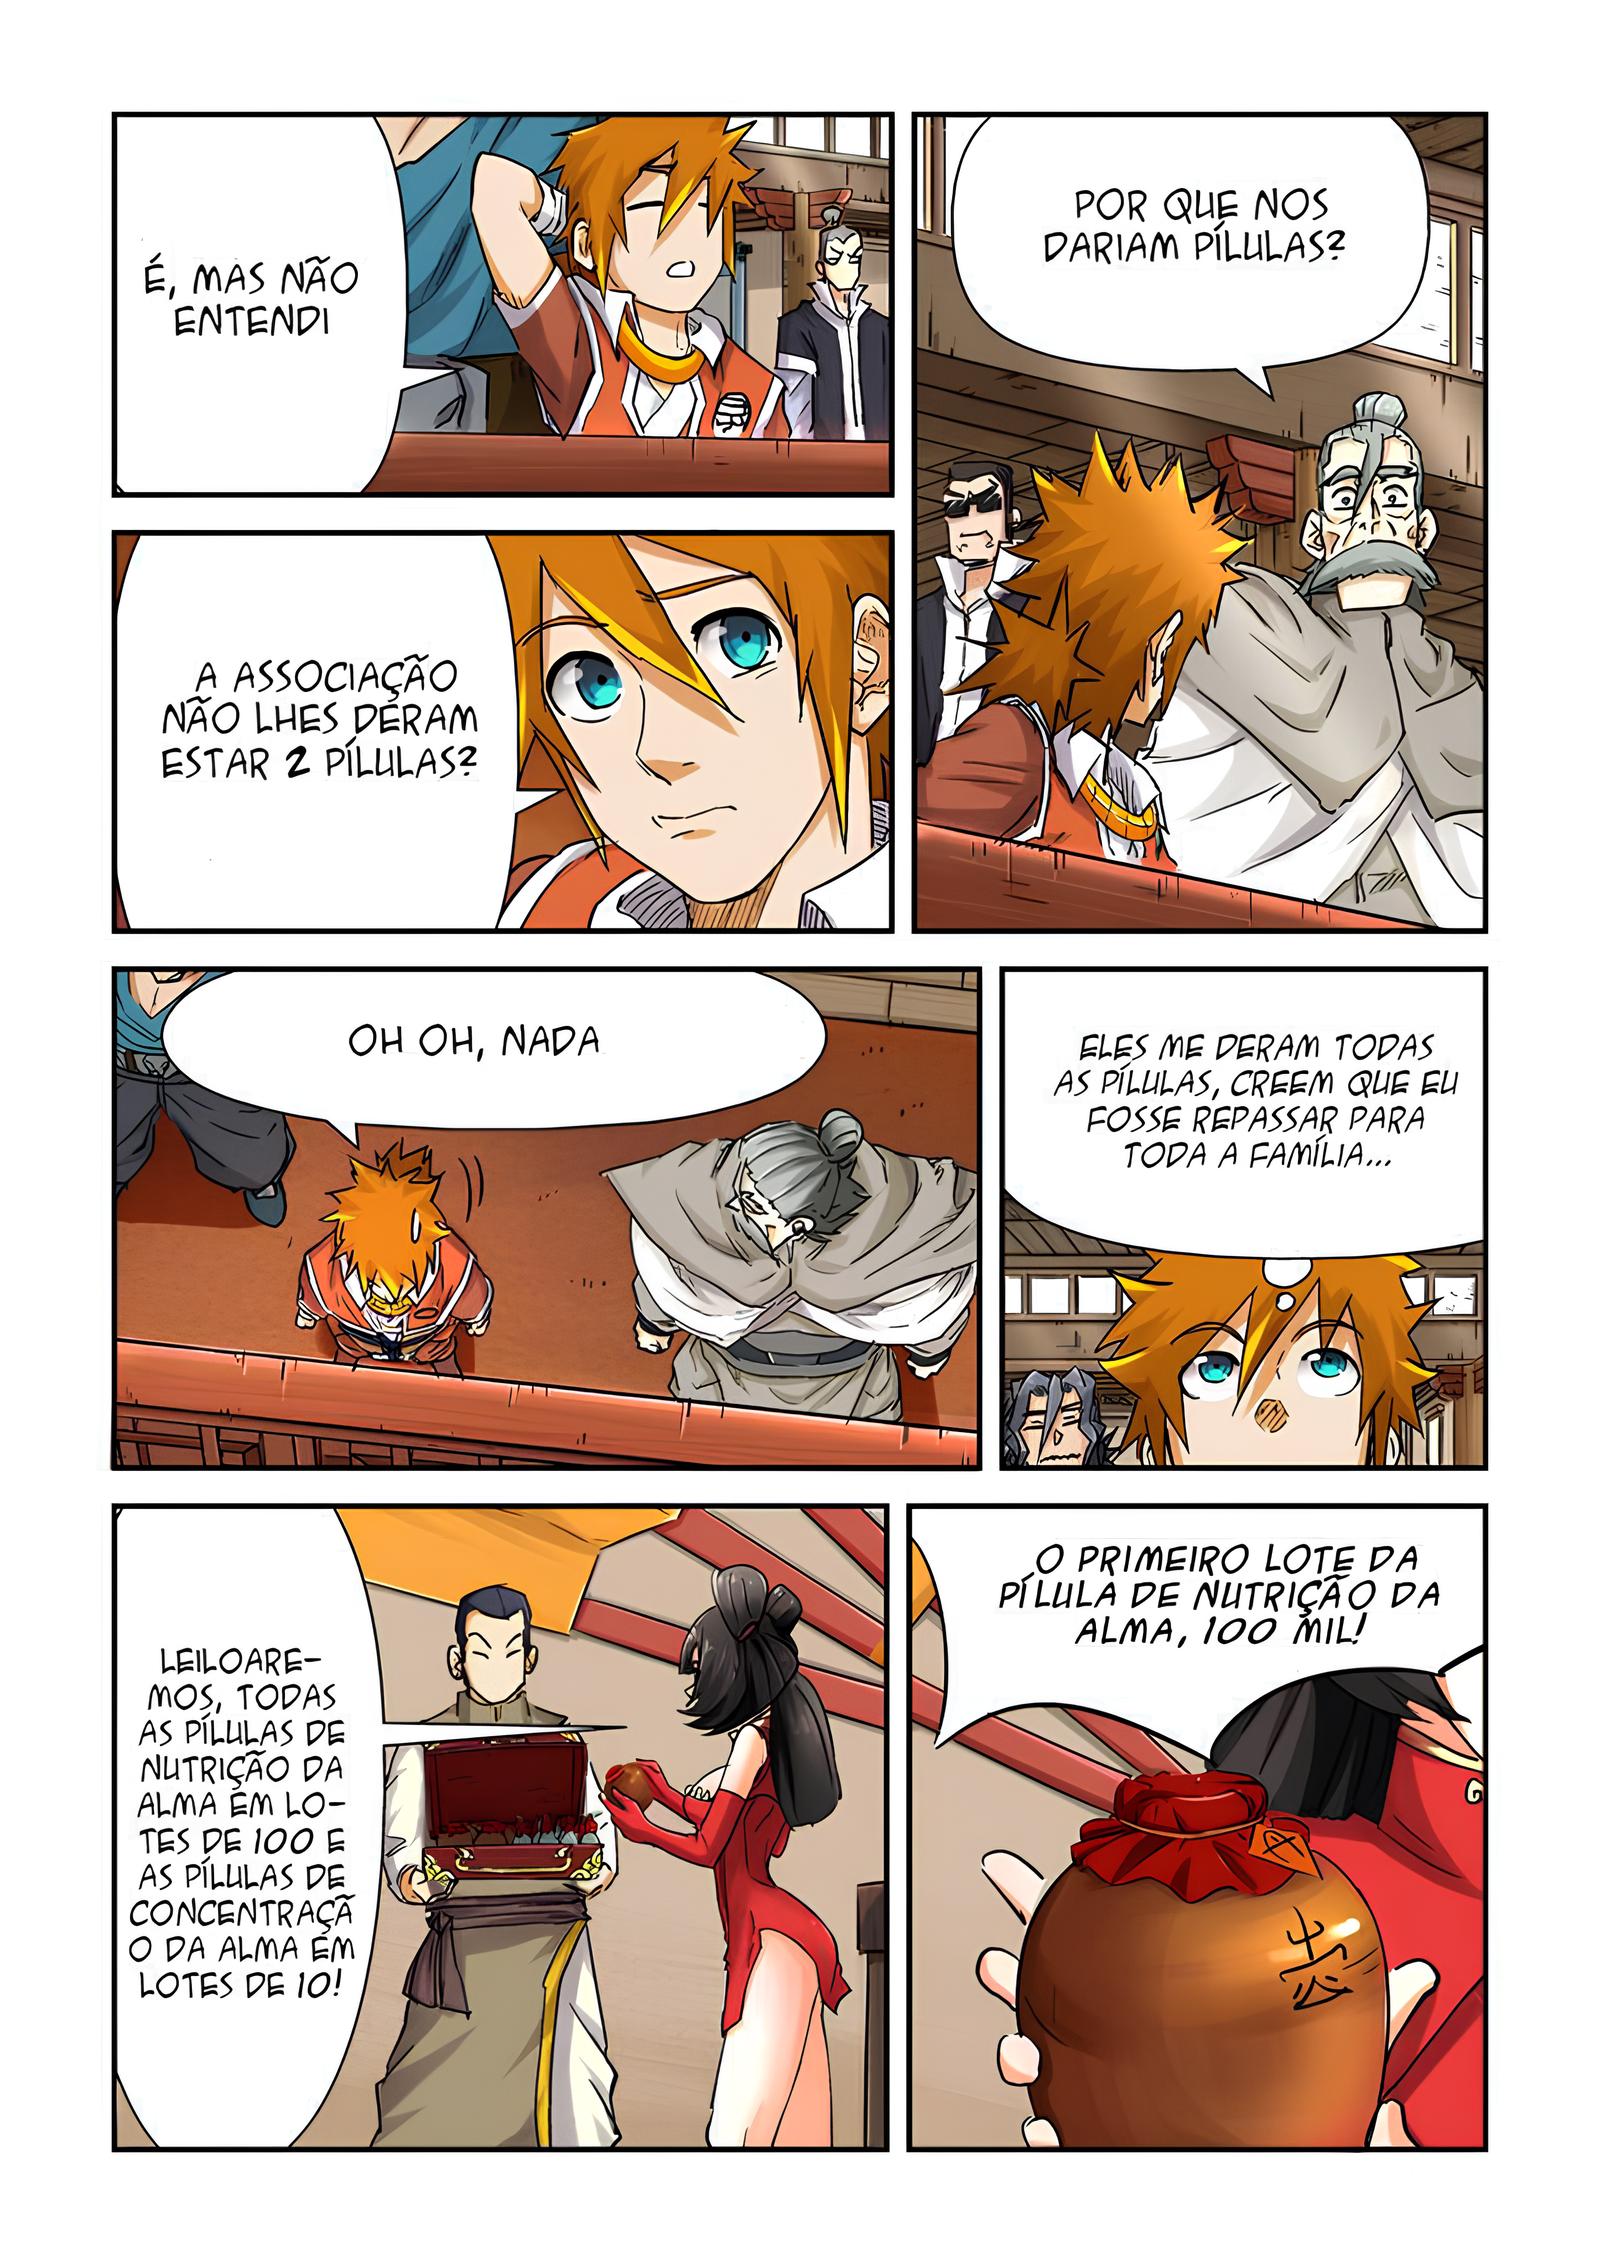 É, MAS NÃO
ENTENDI
A ASSOCIAÇÃO
NÃO LHES DERAM
ESTAR 2 PÍLULAS?
POR QUE NOS
DARIAM PÍLULAS?
OH OH, NADA
ELES ME DERAM TODAS
AS PÍLULAS, CREEM QUE EU
FOSSE REPASSAR PARA
TODA A FAMÍLIA...
LEILOARE-
MOS, TODAS
AS PÍLULAS DE
NUTRIÇÃO DA
ALMA EM LO-
TES DE 100 E
AS PÍLULAS DE
CONCENTRAÇÃ
O DA ALMA EM
LOTES DE 10!
O PRIMEIRO LOTE DA
PÍLULA DE NUTRIÇÃO DA
ALMA, 100 MIL!